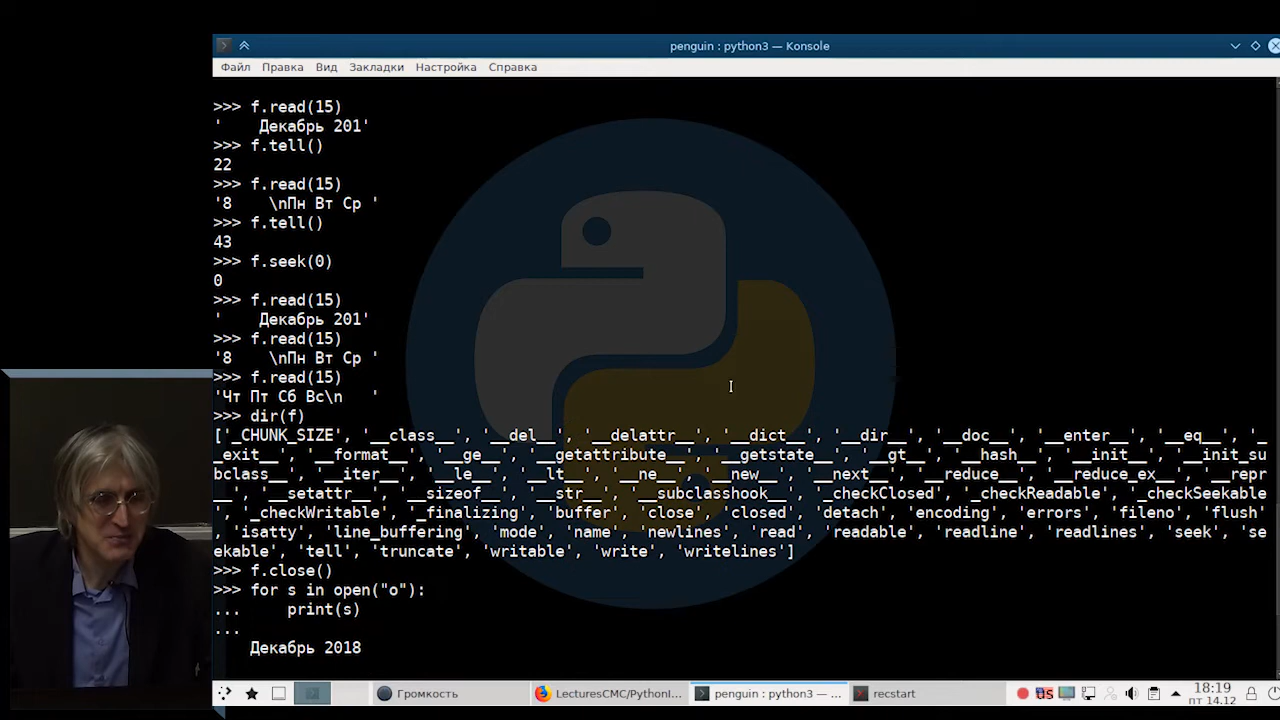 penguin : python3 — Konsole
Файл Правка Вид Закладки Настройка Справка
>>> f.read(15)
'    Декабрь 201'
>>> f.tell()
22
>>> f.read(15)
'8    \nПн Вт Ср '
>>> f.tell()
43
>>> f.seek(0)
0
>>> f.read(15)
'    Декабрь 201'
>>> f.read(15)
'8    \nПн Вт Ср '
>>> f.read(15)
'Чт Пт Сб Вс\n    '
>>> dir(f)
['_CHUNK_SIZE', '__class__', '__del__', '__delattr__', '__dict__', '__dir__', '__doc__', '__enter__', '__eq__', '_
_exit__', '__format__', '__ge__', '__getattribute__', '__getstate__', '__gt__', '__hash__', '__init__', '__init_su
bclass__', '__iter__', '__le__', '__lt__', '__ne__', '__new__', '__next__', '__reduce__', '__reduce_ex__', '__repr
__', '__setattr__', '__sizeof__', '__str__', '__subclasshook__', '_checkClosed', '_checkReadable', '_checkSeekable
', '_checkWritable', '_finalizing', 'buffer', 'close', 'closed', 'detach', 'encoding', 'errors', 'fileno', 'flush'
, 'isatty', 'line_buffering', 'mode', 'name', 'newlines', 'read', 'readable', 'readline', 'readlines', 'seek', 'se
ekable', 'tell', 'truncate', 'writable', 'write', 'writelines']
>>> f.close()
>>> for s in open("o"):
...     print(s)
...
    Декабрь 2018
Громкость LecturesCMC/PythonI... penguin : python3 — ... recstart us 18:19
пт 14.12